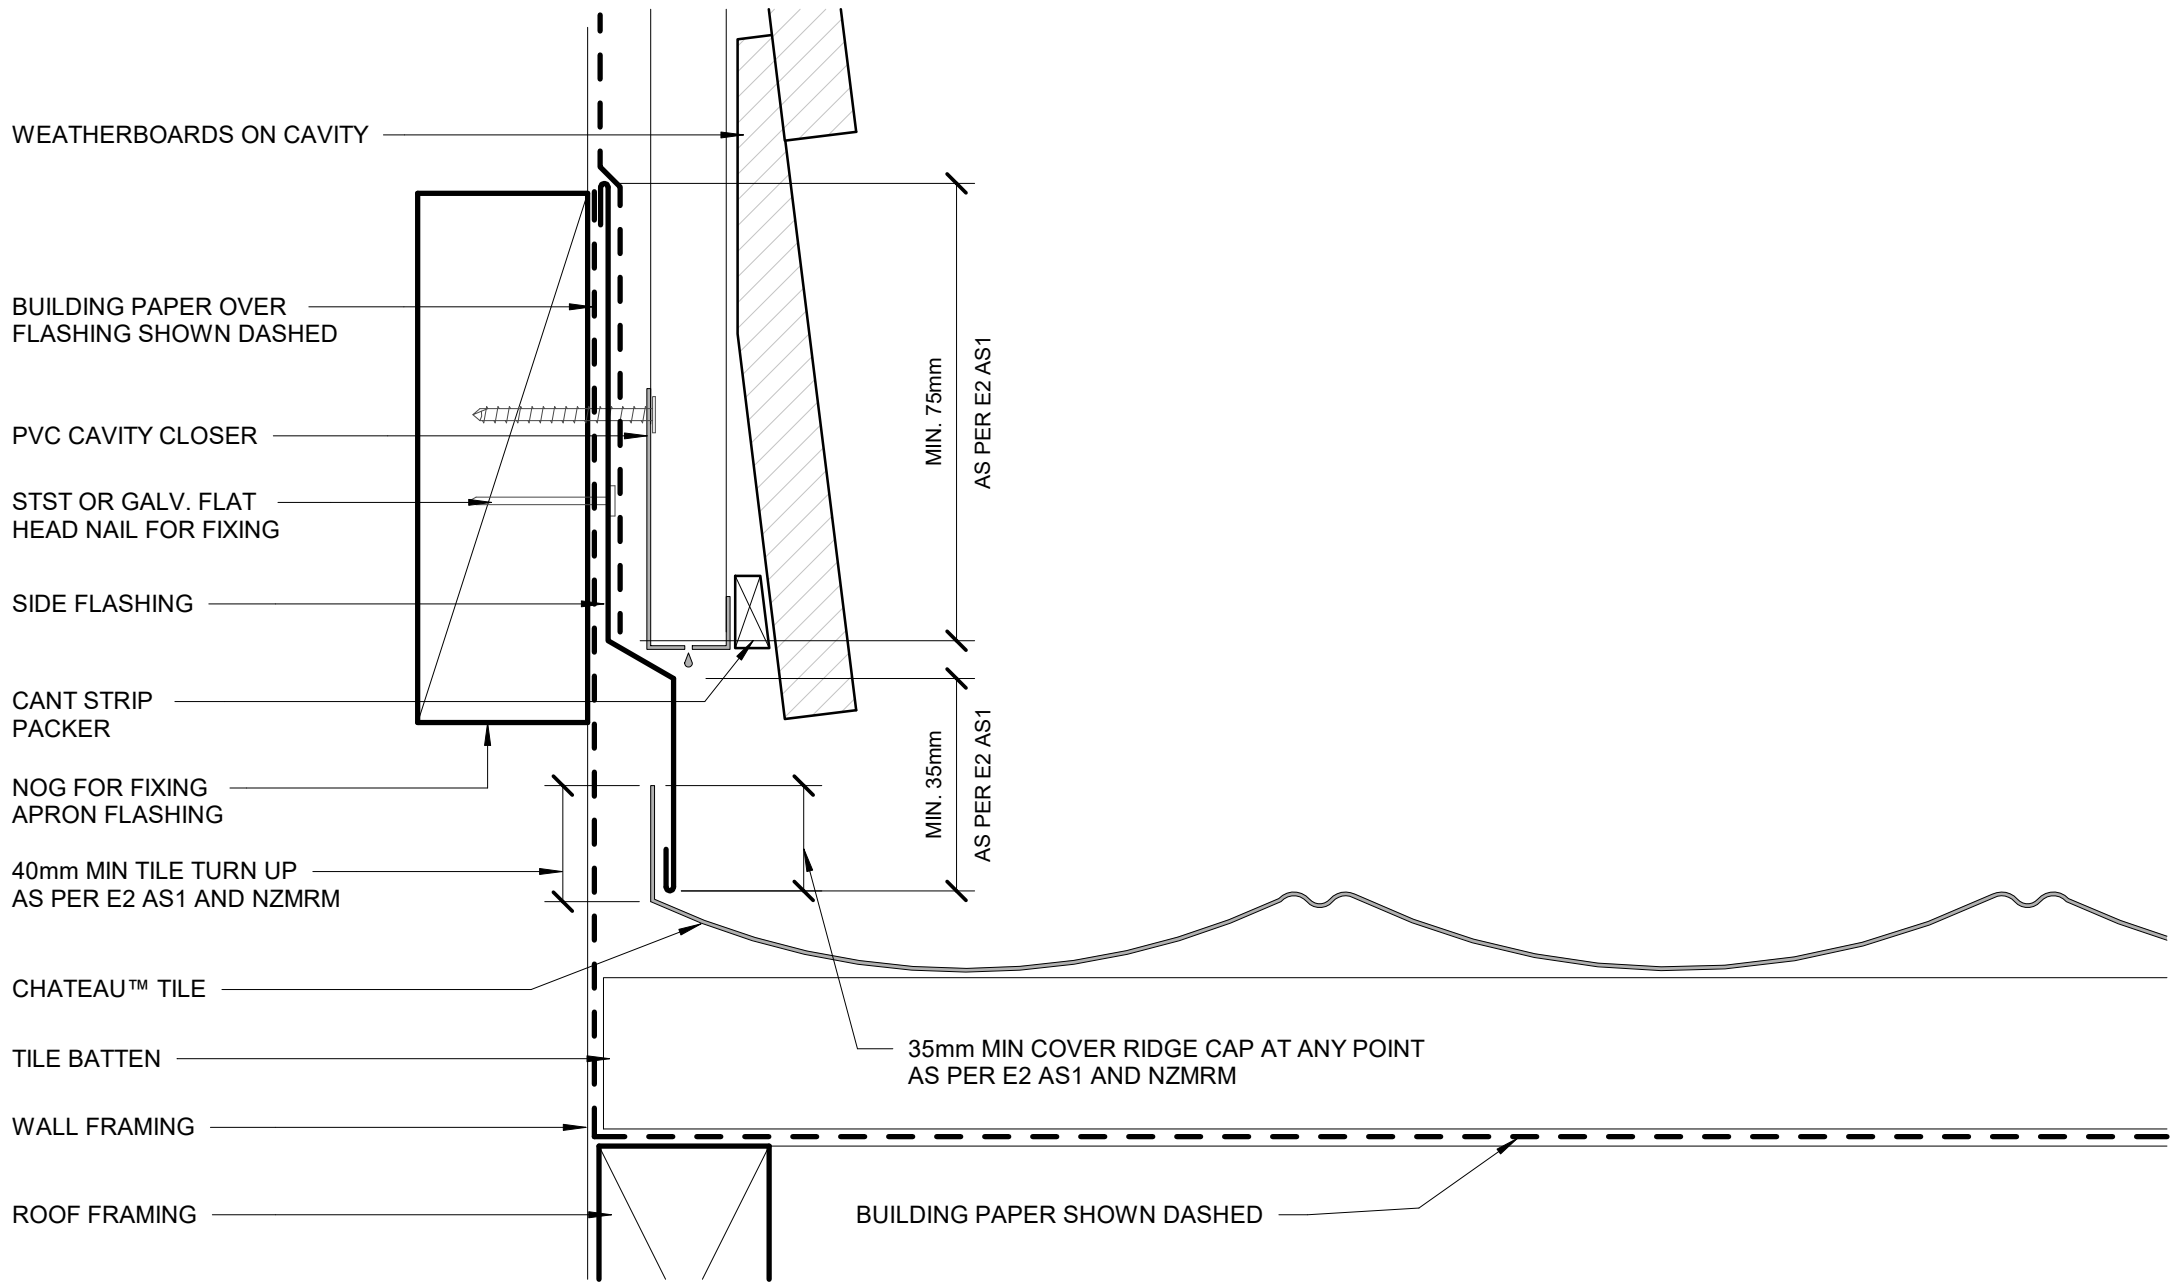 WEATHERBOARDS ON CAVITY
BUILDING PAPER OVER
FLASHING SHOWN DASHED
PVC CAVITY CLOSER
STST OR GALV. FLAT
HEAD NAIL FOR FIXING
SIDE FLASHING
CANT STRIP
PACKER
NOG FOR FIXING
APRON FLASHING
40mm MIN TILE TURN UP
AS PER E2 AS1 AND NZMRM
CHATEAU™ TILE
TILE BATTEN
WALL FRAMING
ROOF FRAMING
MIN. 75mm
AS PER E2 AS1
MIN. 35mm
AS PER E2 AS1
35mm MIN COVER RIDGE CAP AT ANY POINT
AS PER E2 AS1 AND NZMRM
BUILDING PAPER SHOWN DASHED